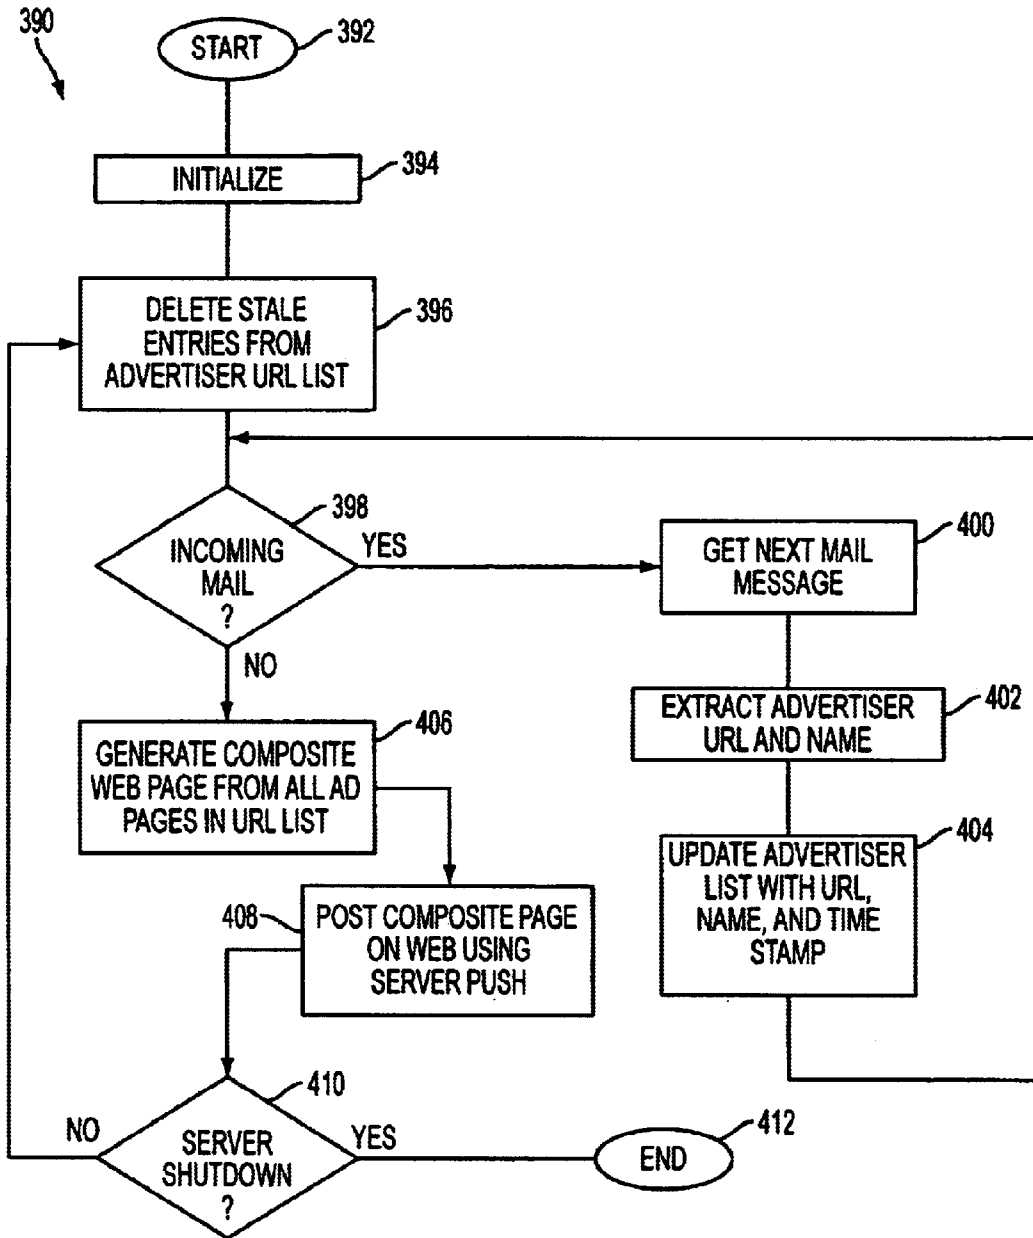 390
START
392
INITIALIZE
394
DELETE STALE
ENTRIES FROM
ADVERTISER URL LIST
396
INCOMING
MAIL
?
398
YES
NO
GET NEXT MAIL
MESSAGE
400
EXTRACT ADVERTISER
URL AND NAME
402
UPDATE ADVERTISER
LIST WITH URL,
NAME, AND TIME
STAMP
404
GENERATE COMPOSITE
WEB PAGE FROM ALL AD
PAGES IN URL LIST
406
408
POST COMPOSITE PAGE
ON WEB USING
SERVER PUSH
SERVER
SHUTDOWN
?
410
NO
YES
END
412